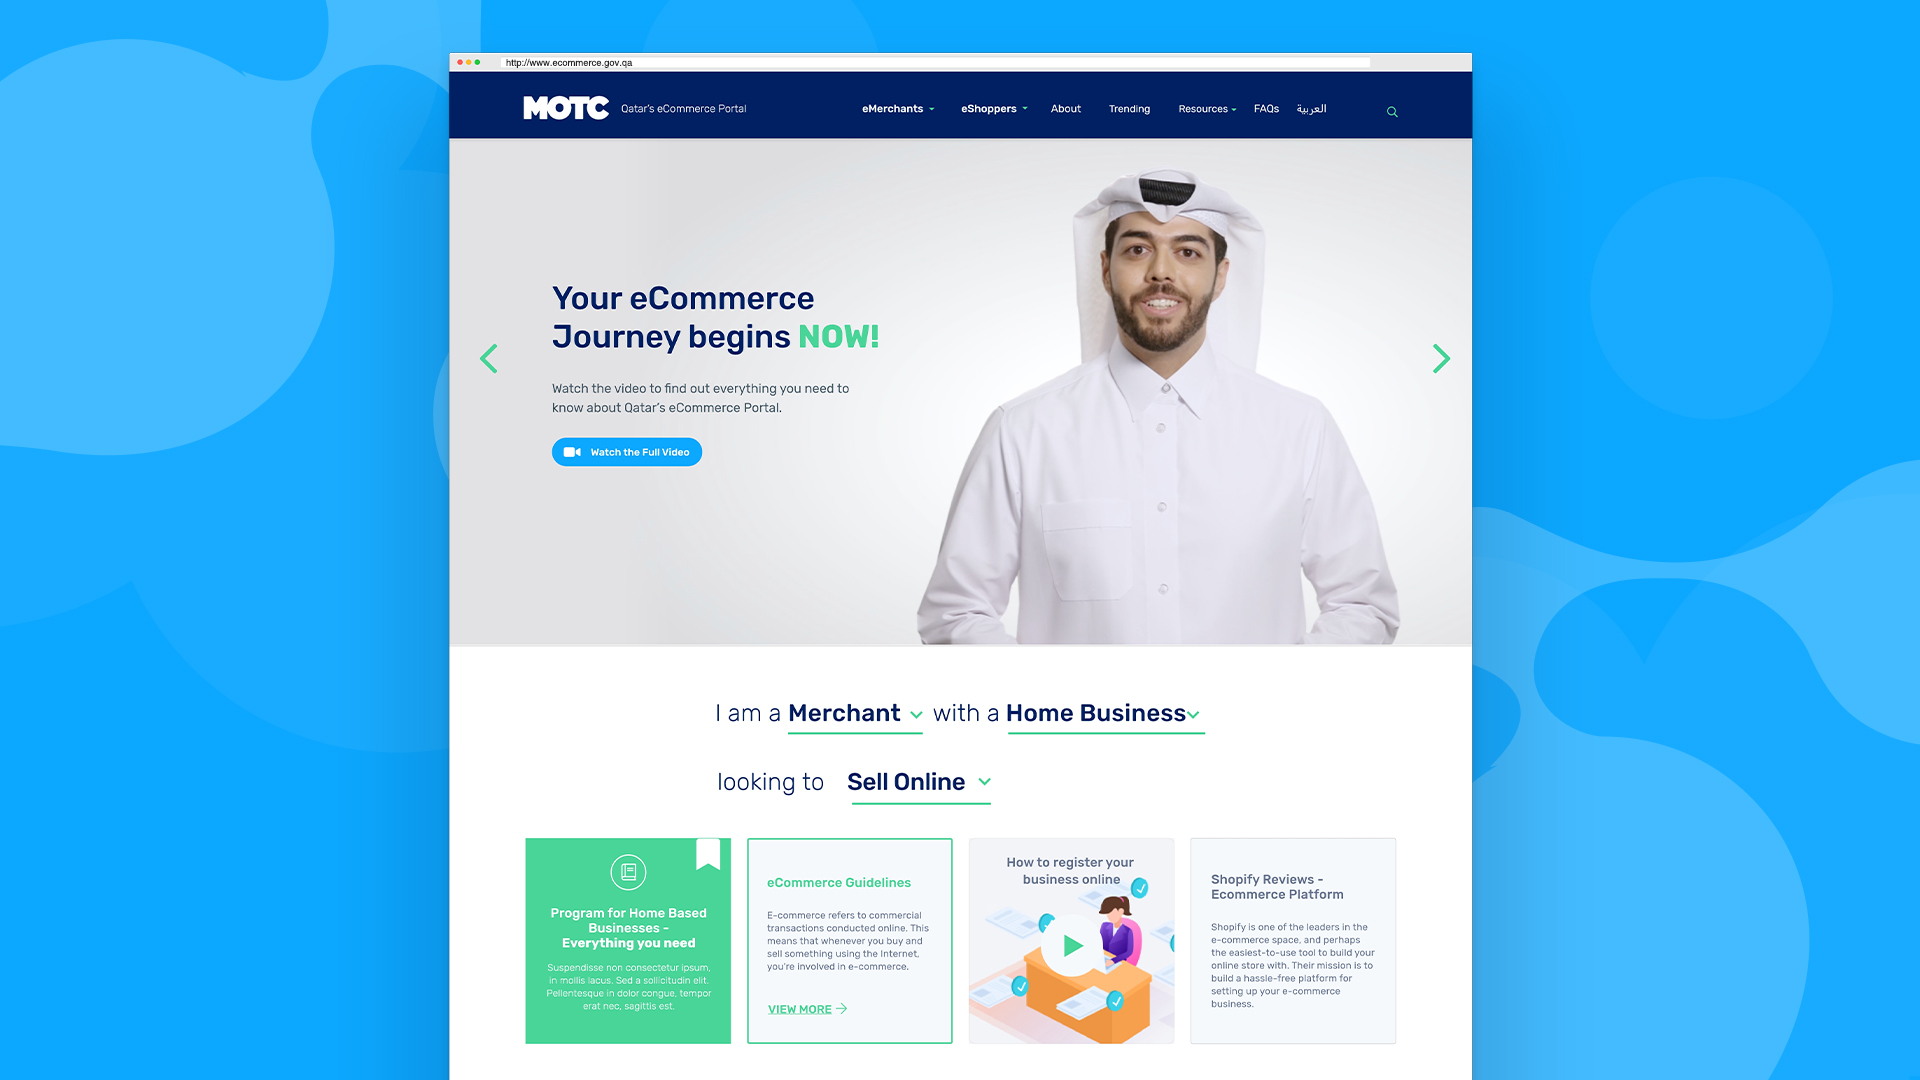 http://www.ecommerce.gov.qa
MOTC Qatar's eCommerce Portal
eMerchants eShoppers About Trending Resources FAQs العربية
Your eCommerce
Journey begins NOW!
Watch the video to find out everything you need to
know about Qatar's eCommerce Portal.
Watch the Full Video
I am a Merchant with a Home Business
looking to Sell Online
Program for Home Based
Businesses -
Everything you need
Suspendisse non consectetur ipsum,
in mollis lacus. Sed a sollicitudin elit.
Pellentesque in dolor congue, tempor
erat nec, sagittis est.
eCommerce Guidelines
E-commerce refers to commercial
transactions conducted online. This
means that whenever you buy and
sell something using the Internet,
you're involved in e-commerce.
VIEW MORE
How to register your
business online
Shopify Reviews -
Ecommerce Platform
Shopify is one of the leaders in the
e-commerce space, and perhaps
the easiest-to-use tool to build your
online store with. Their mission is to
build a hassle-free platform for
setting up your e-commerce
business.